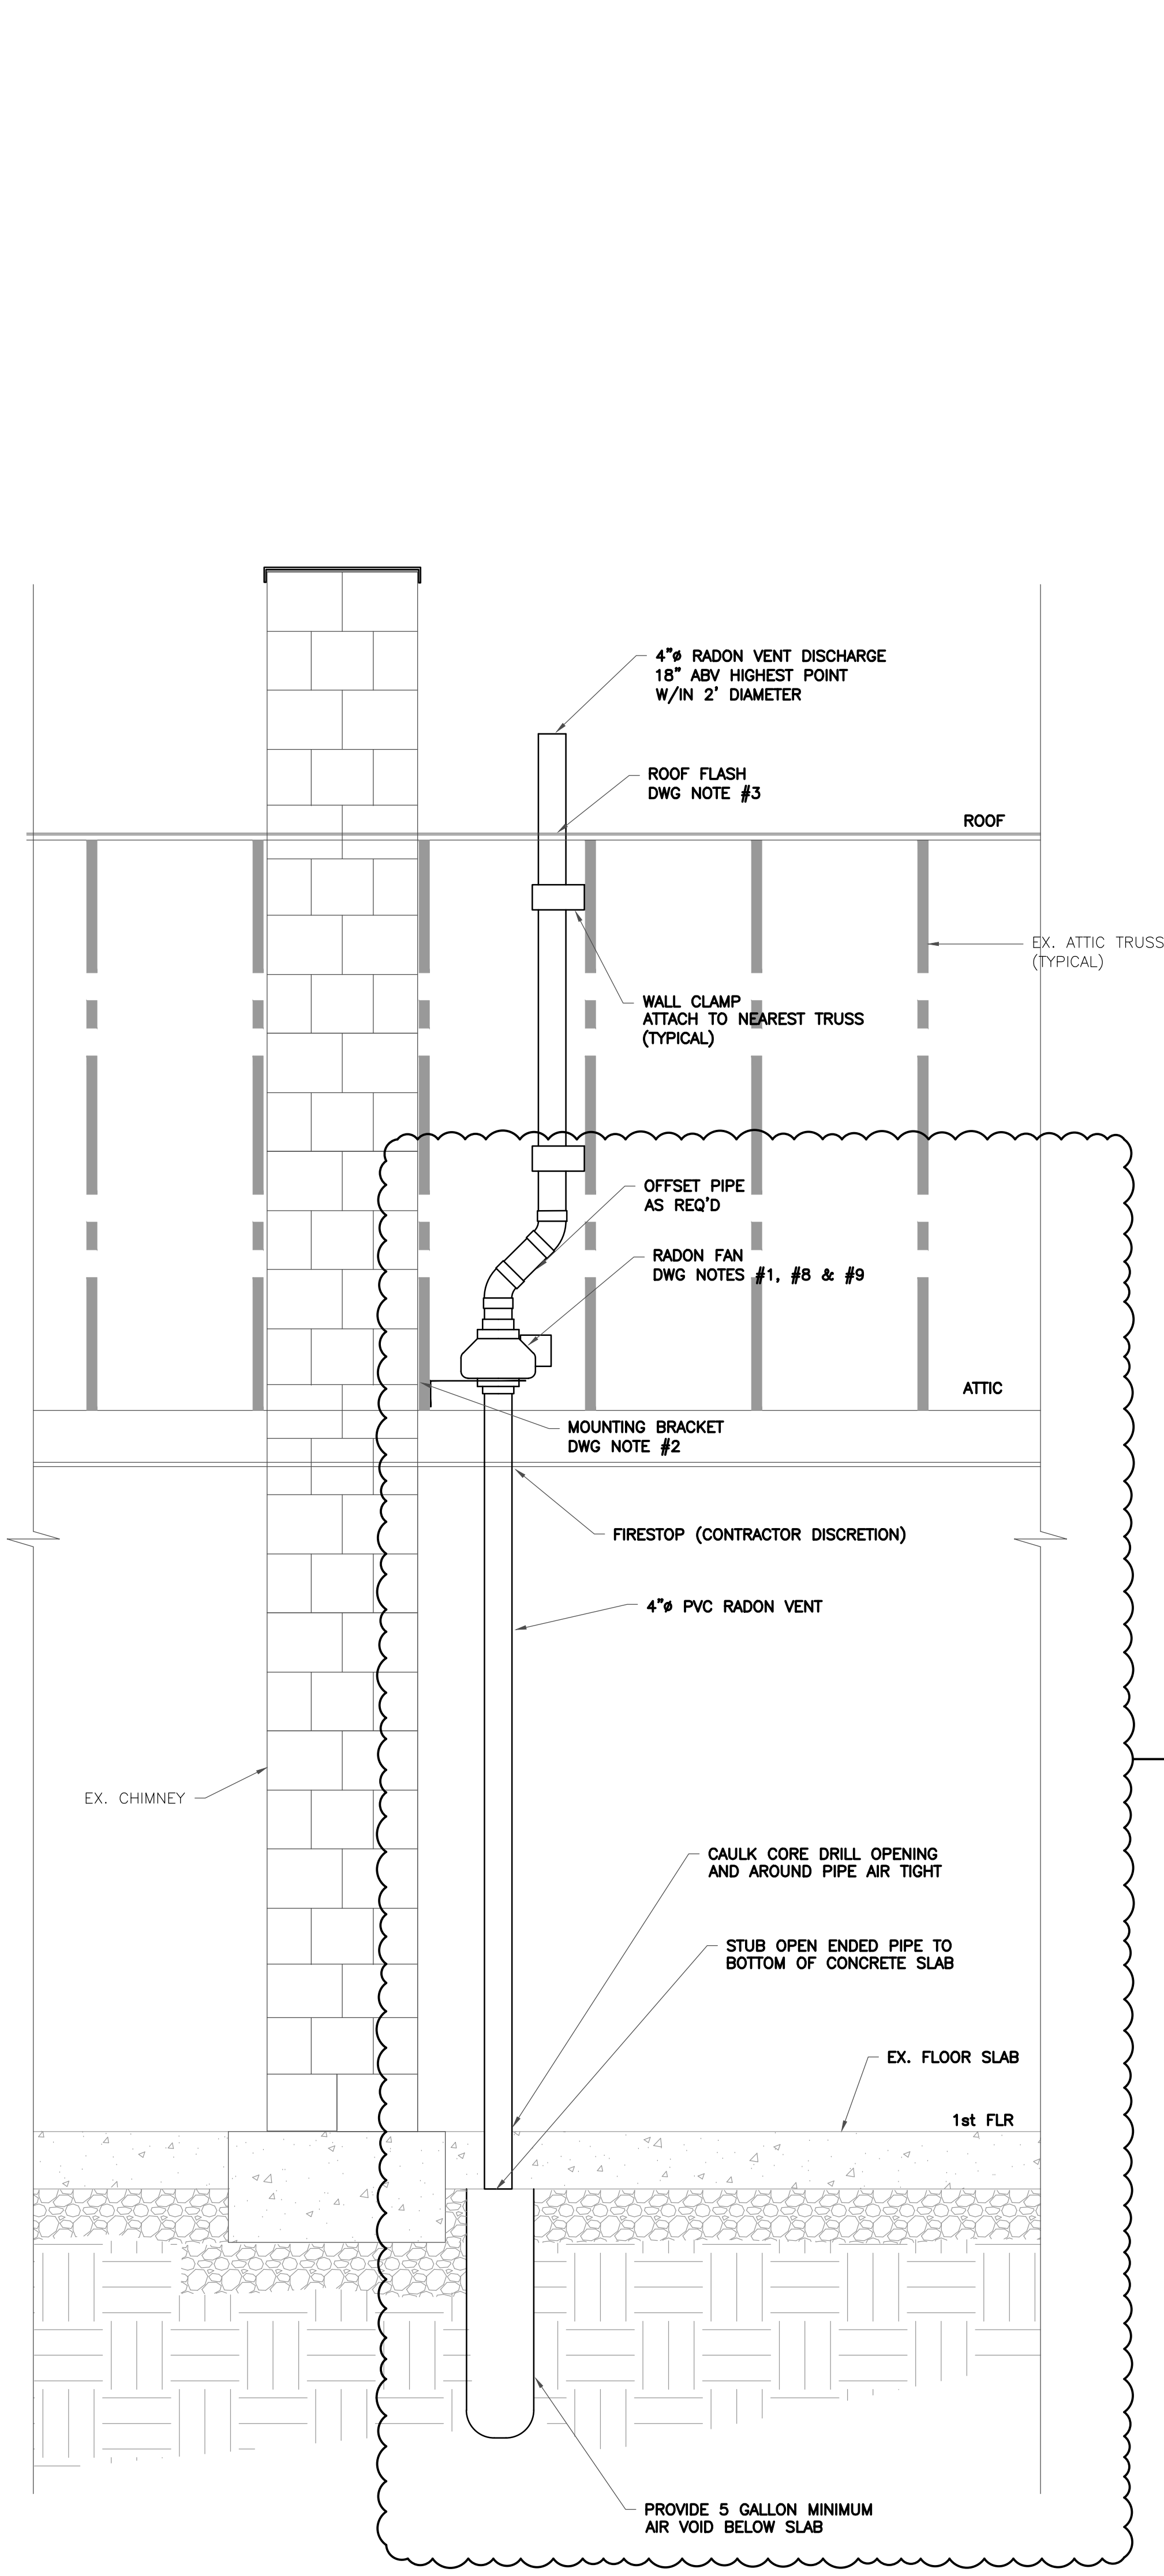 4"ø RADON VENT DISCHARGE
18" ABV HIGHEST POINT
W/IN 2' DIAMETER
ROOF FLASH
DWG NOTE #3
ROOF
EX. ATTIC TRUSS
(TYPICAL)
WALL CLAMP
ATTACH TO NEAREST TRUSS
(TYPICAL)
OFFSET PIPE
AS REQ'D
RADON FAN
DWG NOTES #1, #8 & #9
ATTIC
MOUNTING BRACKET
DWG NOTE #2
FIRESTOP (CONTRACTOR DISCRETION)
4"ø PVC RADON VENT
EX. CHIMNEY
CAULK CORE DRILL OPENING
AND AROUND PIPE AIR TIGHT
STUB OPEN ENDED PIPE TO
BOTTOM OF CONCRETE SLAB
EX. FLOOR SLAB
1st FLR
PROVIDE 5 GALLON MINIMUM
AIR VOID BELOW SLAB